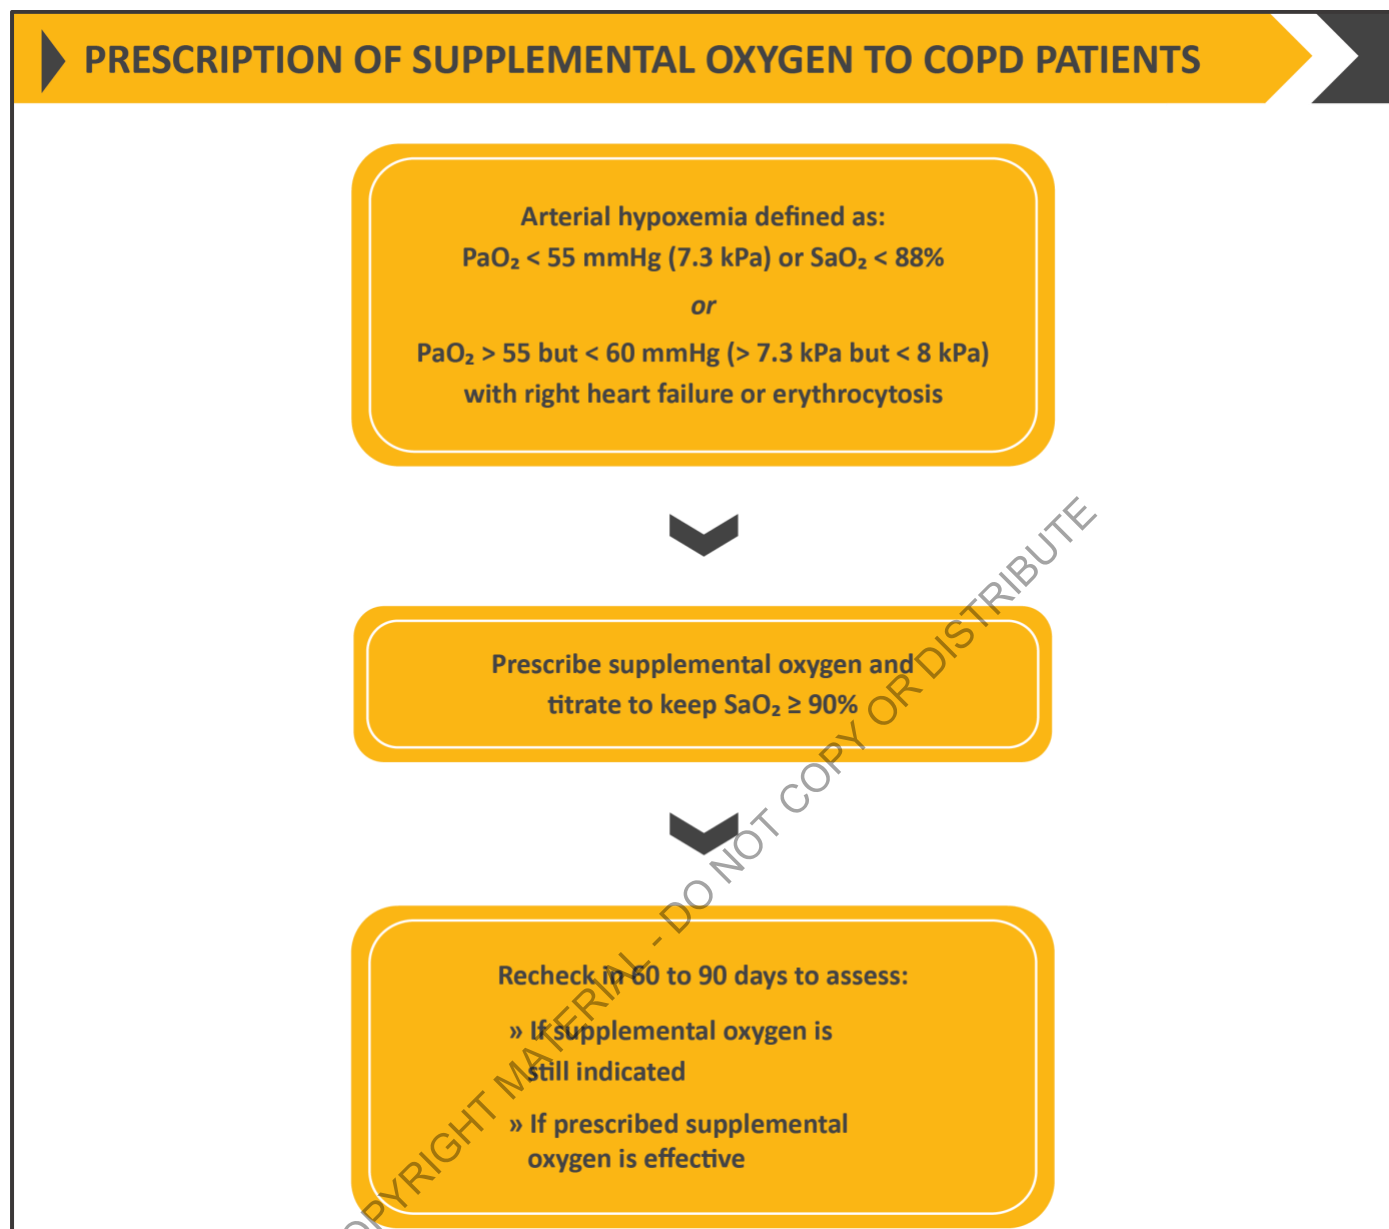 PRESCRIPTION OF SUPPLEMENTAL OXYGEN TO COPD PATIENTS
Arterial hypoxemia defined as:
PaO₂ < 55 mmHg (7.3 kPa) or SaO₂ < 88%
or
PaO₂ > 55 but < 60 mmHg (> 7.3 kPa but < 8 kPa)
with right heart failure or erythrocytosis
Prescribe supplemental oxygen and
titrate to keep SaO₂ ≥ 90%
Recheck in 60 to 90 days to assess:
» If supplemental oxygen is
still indicated
» If prescribed supplemental
oxygen is effective
OPYRIGHT MATERIAL - DO NOT COPY OR DISTRIBUTE